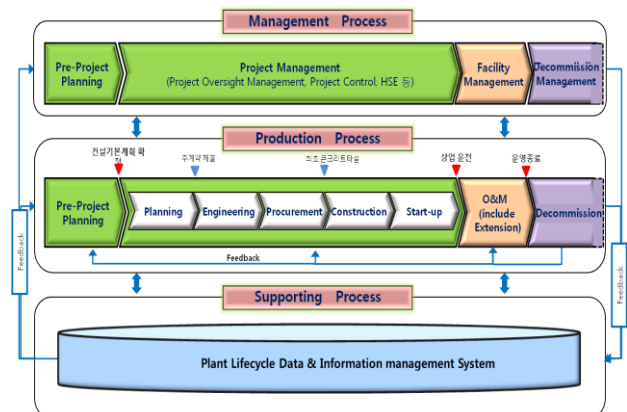 Management Process
Pre-Project
Planning
Project Management
(Project Oversight Management, Project Control, HSE 등)
Facility
Management
Decommission
Management
Production Process
건설기본계획 확
정
주계약 체결
최초 콘크리트타설
상업 운전
운영종료
Pre-Project
Planning
Planning
Engineering
Procurement
Construction
Start-up
O&M
(include
Extension)
Decommission
Feedback
Feedback
Feedback
Supporting Process
Plant Lifecycle Data & Information management System